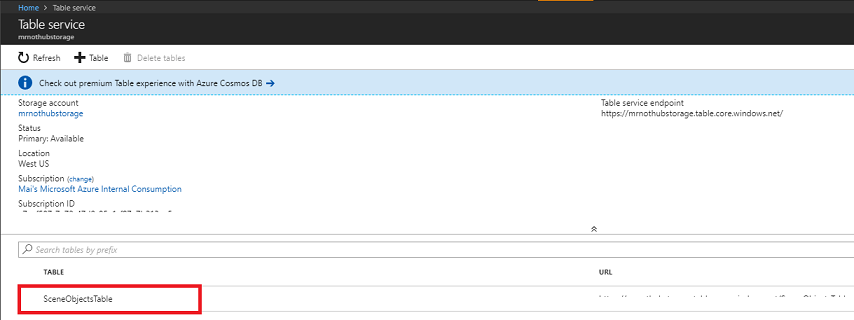 Home > Table service
Table service
mrnothubstorage
Refresh + Table Delete tables
Check out premium Table experience with Azure Cosmos DB →
Storage account
mrnothubstorage
Status
Primary: Available
Location
West US
Subscription (change)
Mai's Microsoft Azure Internal Consumption
Subscription ID
Table service endpoint
https://mrnothubstorage.table.core.windows.net/
Search tables by prefix
TABLE URL
SceneObjectsTable